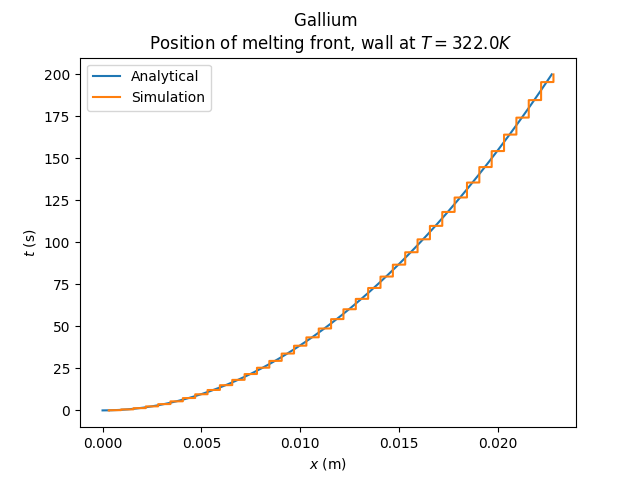 Gallium
Position of melting front, wall at T = 322.0K
Analytical
Simulation
200
175
150
125
100
75
50
25
0
t (s)
0.000 0.005 0.010 0.015 0.020
x (m)